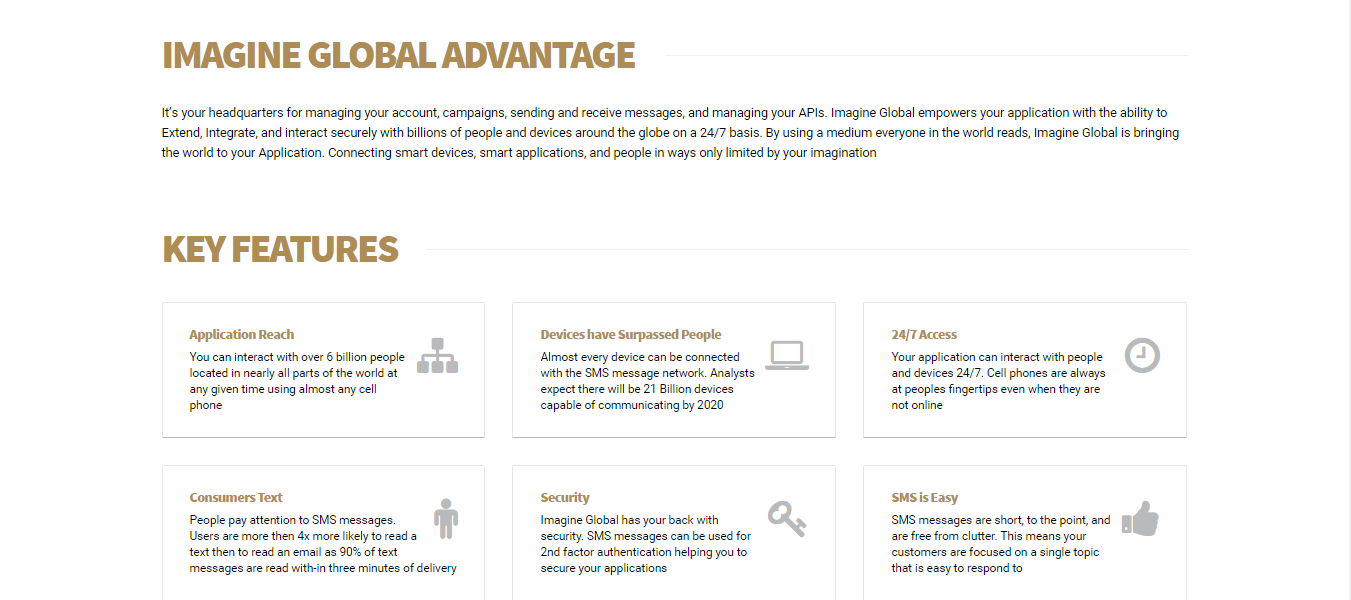 IMAGINE GLOBAL ADVANTAGE
It's your headquarters for managing your account, campaigns, sending and receive messages, and managing your APIs. Imagine Global empowers your application with the ability to
Extend, Integrate, and interact securely with billions of people and devices around the globe on a 24/7 basis. By using a medium everyone in the world reads, Imagine Global is bringing
the world to your Application. Connecting smart devices, smart applications, and people in ways only limited by your imagination
KEY FEATURES
Application Reach
You can interact with over 6 billion people
located in nearly all parts of the world at
any given time using almost any cell
phone
Devices have Surpassed People
Almost every device can be connected
with the SMS message network. Analysts
expect there will be 21 Billion devices
capable of communicating by 2020
24/7 Access
Your application can interact with people
and devices 24/7. Cell phones are always
at peoples fingertips even when they are
not online
Consumers Text
People pay attention to SMS messages.
Users are more then 4x more likely to read a
text then to read an email as 90% of text
messages are read with-in three minutes of delivery
Security
Imagine Global has your back with
security. SMS messages can be used for
2nd factor authentication helping you to
secure your applications
SMS is Easy
SMS messages are short, to the point, and
are free from clutter. This means your
customers are focused on a single topic
that is easy to respond to